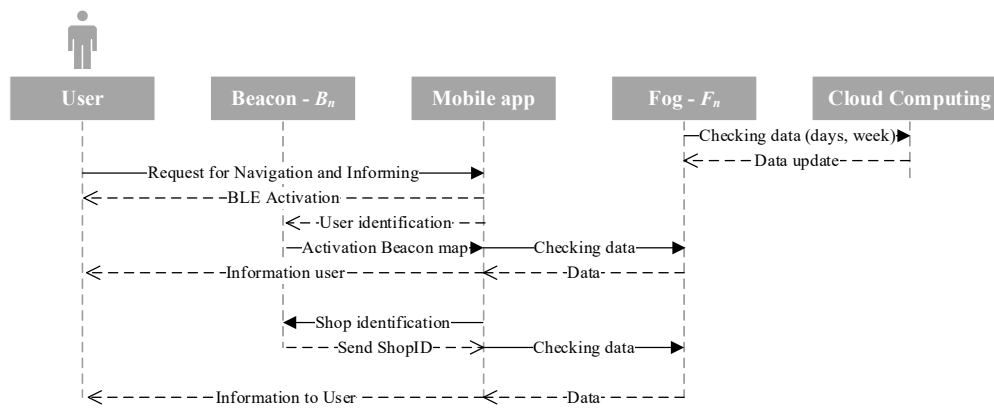 User
Beacon - Bn
Mobile app
Fog - Fn
Cloud Computing
Checking data (days, week)
Data update
Request for Navigation and Informing
BLE Activation
User identification
Activation Beacon map
Checking data
Information user
Data
Shop identification
Send ShopID
Checking data
Information to User
Data